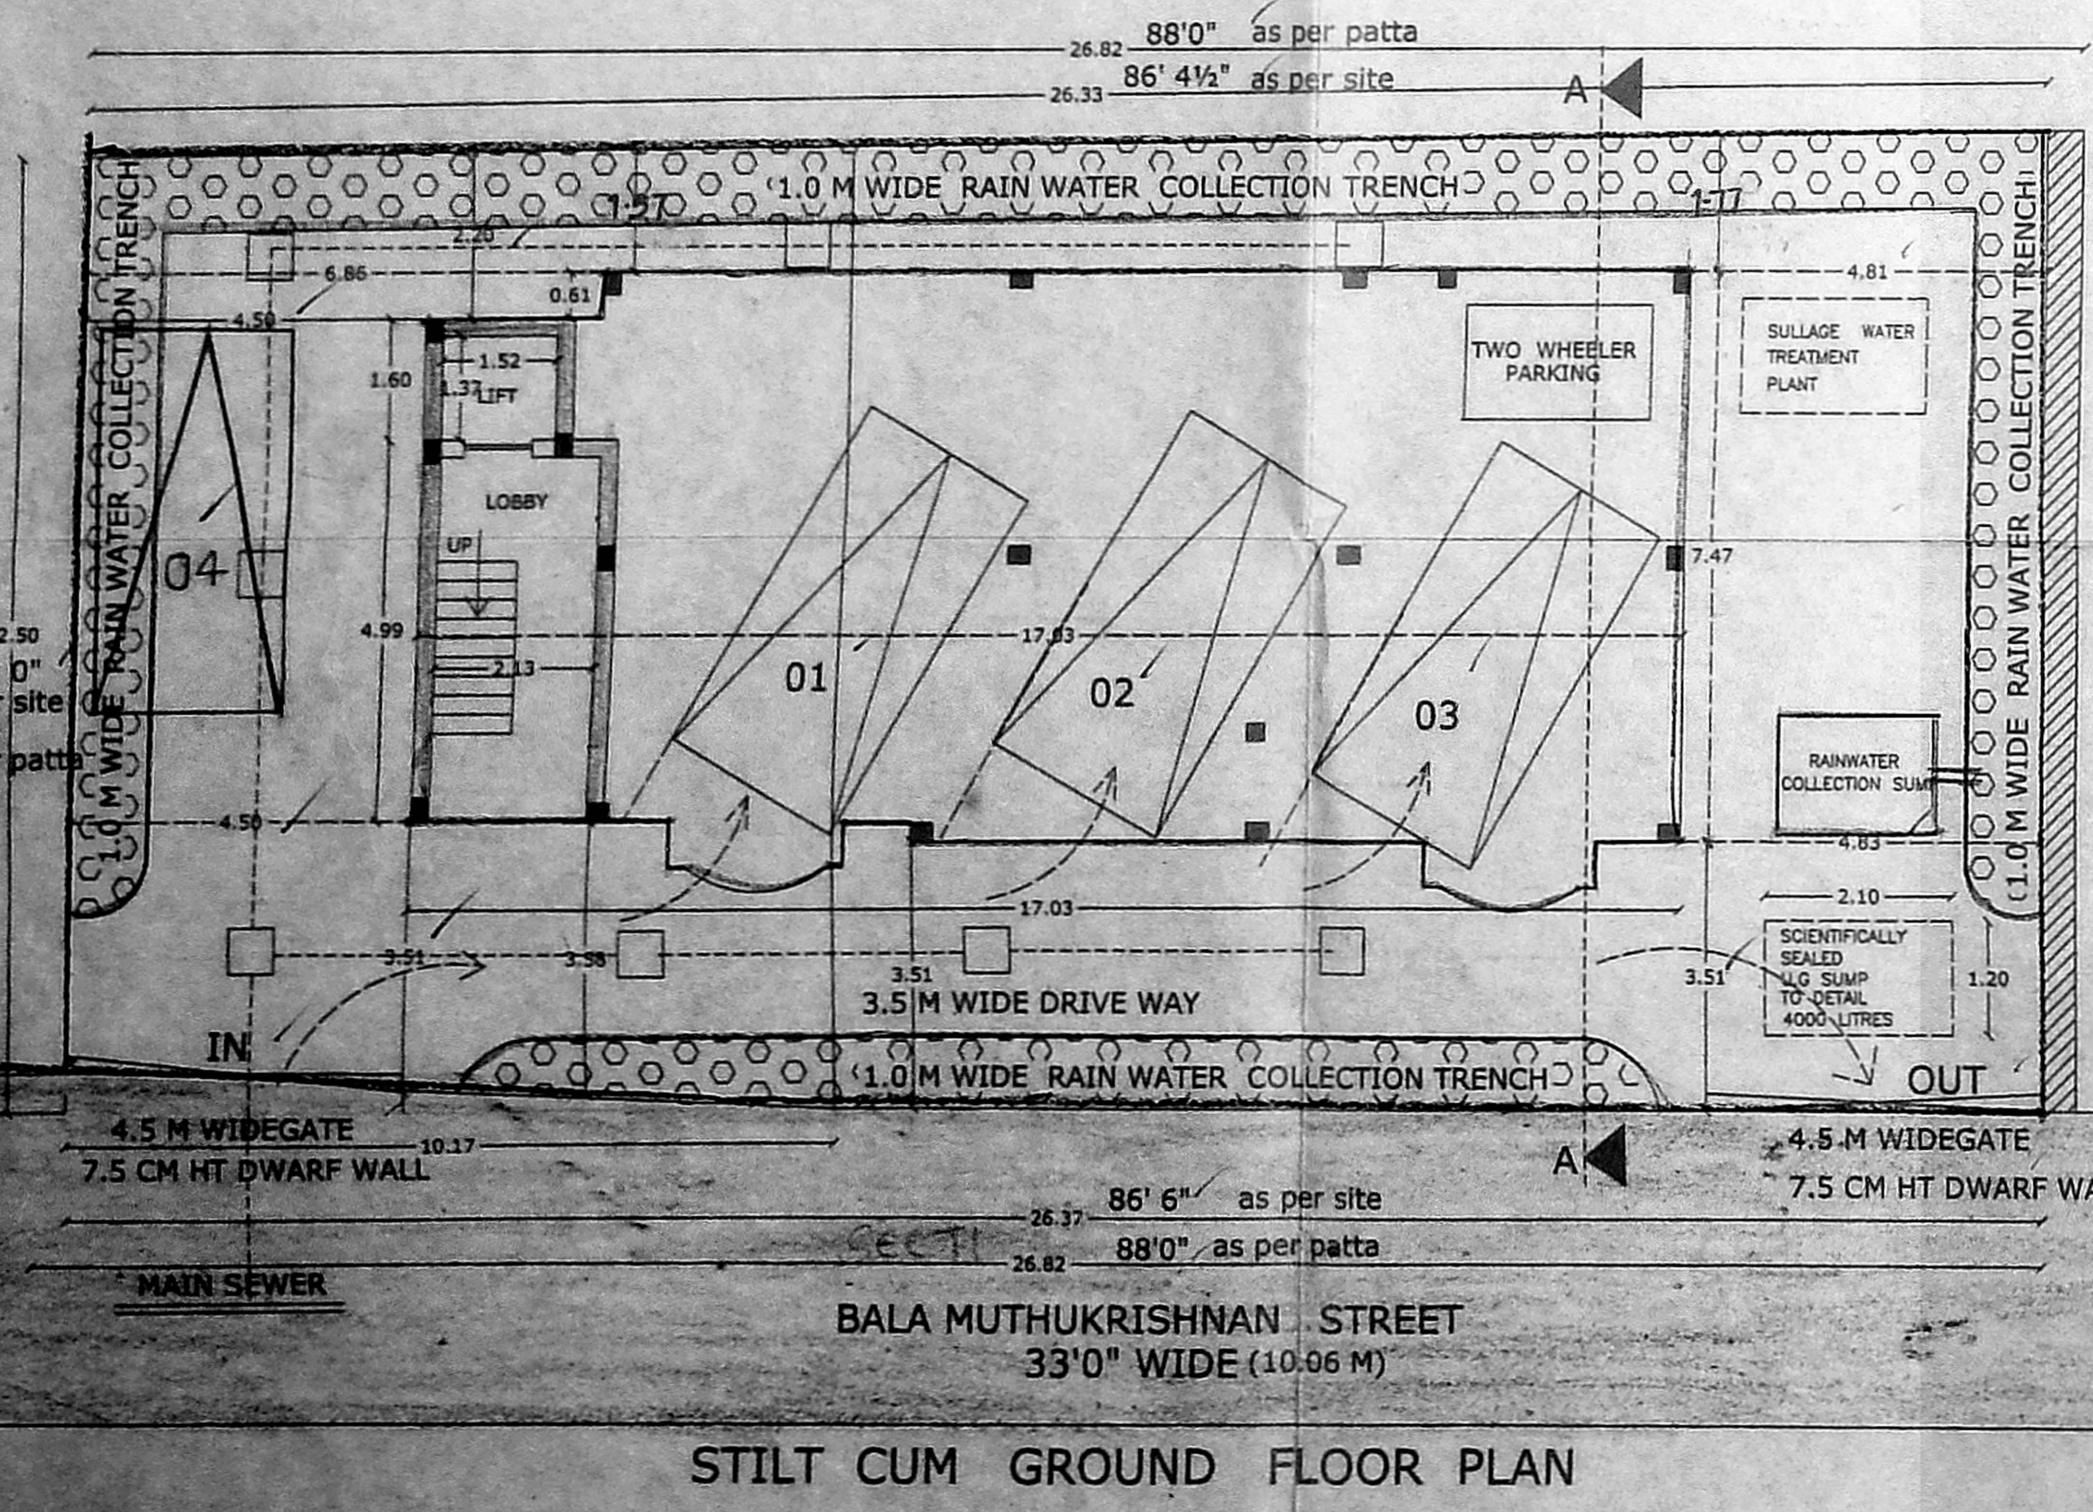 88'0" as per patta
26.82
86' 4½" as per site
26.33
A
(1.0 M WIDE RAIN WATER COLLECTION TRENCH)
1.57
1.77
2.20
6.86
4.81
0.61
4.50
SULLAGE WATER
TREATMENT
PLANT
TWO WHEELER
PARKING
1.52
1.60
1.37
LIFT
LOBBY
UP
04
7.47
2.50
4.99
17.03
0"
site
2.13
01
02
03
patta
RAINWATER
COLLECTION SUMP
4.50
4.83
2.10
17.03
SCIENTIFICALLY
SEALED
U.G SUMP
TO DETAIL
4000 LITRES
1.20
3.51
3.58
3.51
3.51
3.5 M WIDE DRIVE WAY
1.0 M WIDE RAIN WATER COLLECTION TRENCH
(1.0 M WIDE RAIN WATER COLLECTION TRENCH)
IN
(1.0 M WIDE RAIN WATER COLLECTION TRENCH)
OUT
4.5 M WIDEGATE
10.17
7.5 CM HT DWARF WALL
A
4.5 M WIDEGATE
7.5 CM HT DWARF WA
86' 6" as per site
26.37
88'0" as per patta
26.82
MAIN SEWER
BALA MUTHUKRISHNAN STREET
33'0" WIDE (10.06 M)
STILT CUM GROUND FLOOR PLAN